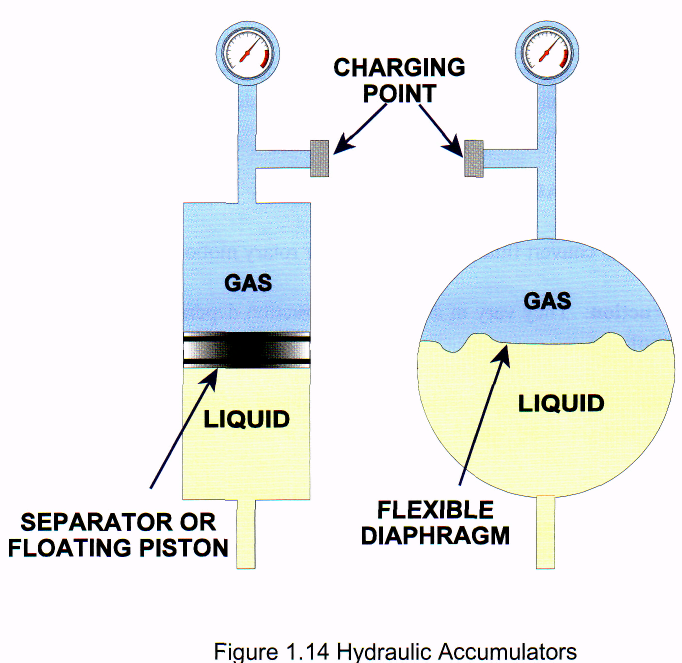 CHARGING
POINT
GAS
GAS
LIQUID
LIQUID
SEPARATOR OR
FLOATING PISTON
FLEXIBLE
DIAPHRAGM
Figure 1.14 Hydraulic Accumulators